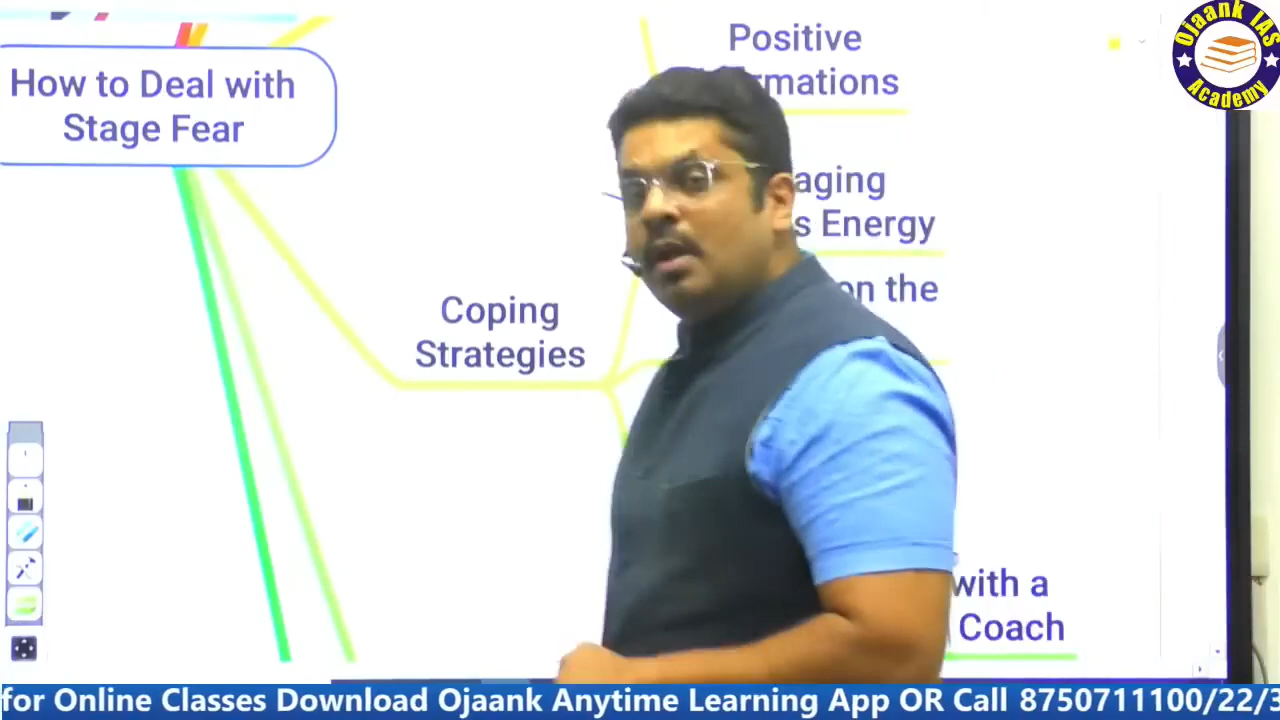 How to Deal with
Stage Fear
Positive
rmations
aging
s Energy
on the
Coping
Strategies
with a
Coach
Ojaank IAS
Academy
for Online Classes Download Ojaank Anytime Learning App OR Call 8750711100/22/3